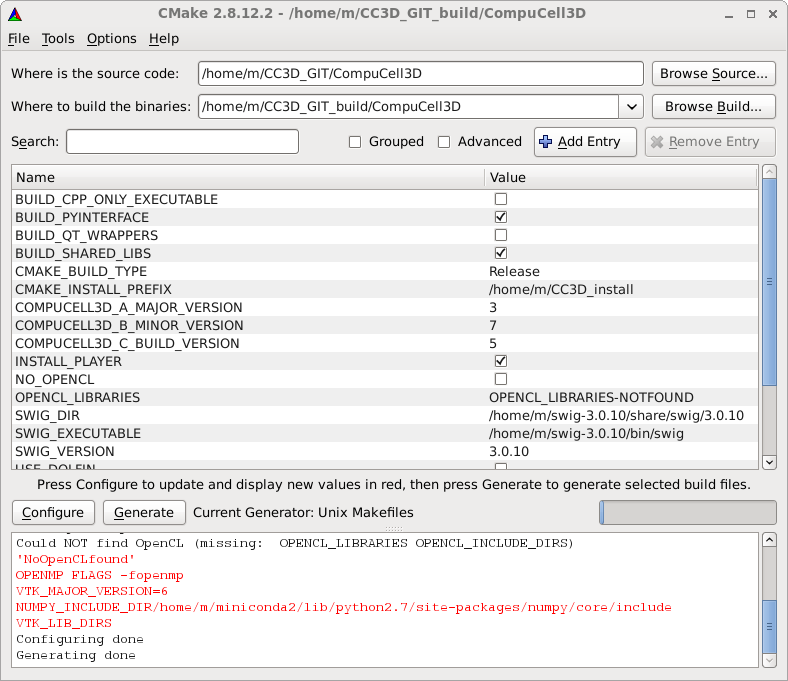 CMake 2.8.12.2 - /home/m/CC3D_GIT_build/CompuCell3D
File Tools Options Help
Where is the source code: /home/m/CC3D_GIT/CompuCell3D Browse Source...
Where to build the binaries: /home/m/CC3D_GIT_build/CompuCell3D Browse Build...
Search: Grouped Advanced Add Entry Remove Entry
Name Value
BUILD_CPP_ONLY_EXECUTABLE
BUILD_PYINTERFACE
BUILD_QT_WRAPPERS
BUILD_SHARED_LIBS
CMAKE_BUILD_TYPE Release
CMAKE_INSTALL_PREFIX /home/m/CC3D_install
COMPUCELL3D_A_MAJOR_VERSION 3
COMPUCELL3D_B_MINOR_VERSION 7
COMPUCELL3D_C_BUILD_VERSION 5
INSTALL_PLAYER
NO_OPENCL
OPENCL_LIBRARIES OPENCL_LIBRARIES-NOTFOUND
SWIG_DIR /home/m/swig-3.0.10/share/swig/3.0.10
SWIG_EXECUTABLE /home/m/swig-3.0.10/bin/swig
SWIG_VERSION 3.0.10
USE_DOLFIN
Press Configure to update and display new values in red, then press Generate to generate selected build files.
Configure Generate Current Generator: Unix Makefiles
Could NOT find OpenCL (missing:  OPENCL_LIBRARIES OPENCL_INCLUDE_DIRS)
'NoOpenCLfound'
OPENMP FLAGS -fopenmp
VTK_MAJOR_VERSION=6
NUMPY_INCLUDE_DIR/home/m/miniconda2/lib/python2.7/site-packages/numpy/core/include
VTK_LIB_DIRS
Configuring done
Generating done